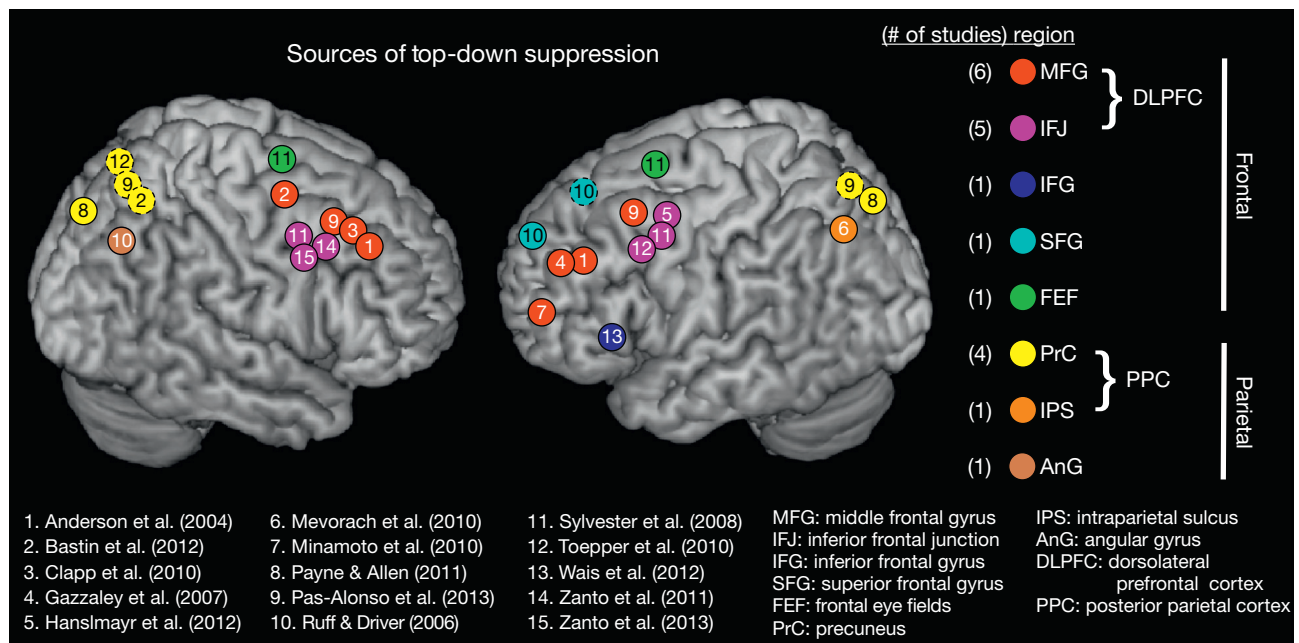 Sources of top-down suppression
(# of studies) region
(6) MFG
(5) IFJ
DLPFC
(1) IFG
(1) SFG
(1) FEF
Frontal
(4) PrC
(1) IPS
PPC
(1) AnG
Parietal
12
9
2
8
10
11
2
9
3
1
11
14
15
10
11
10
9
5
11
12
4
1
7
13
9
8
6
1. Anderson et al. (2004)
2. Bastin et al. (2012)
3. Clapp et al. (2010)
4. Gazzaley et al. (2007)
5. Hanslmayr et al. (2012)
6. Mevorach et al. (2010)
7. Minamoto et al. (2010)
8. Payne & Allen (2011)
9. Pas-Alonso et al. (2013)
10. Ruff & Driver (2006)
11. Sylvester et al. (2008)
12. Toepper et al. (2010)
13. Wais et al. (2012)
14. Zanto et al. (2011)
15. Zanto et al. (2013)
MFG: middle frontal gyrus
IFJ: inferior frontal junction
IFG: inferior frontal gyrus
SFG: superior frontal gyrus
FEF: frontal eye fields
PrC: precuneus
IPS: intraparietal sulcus
AnG: angular gyrus
DLPFC: dorsolateral
prefrontal cortex
PPC: posterior parietal cortex